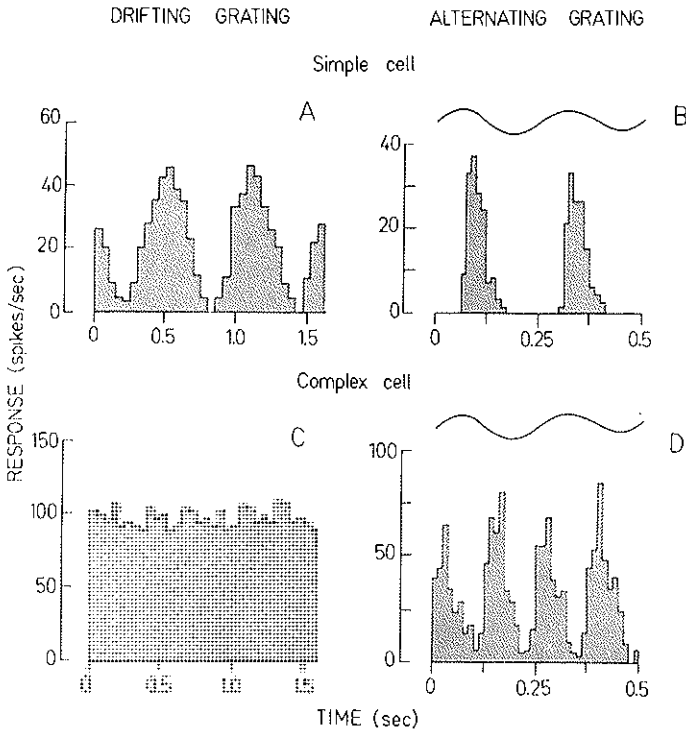 DRIFTING GRATING
ALTERNATING GRATING
Simple cell
A
B
60
40
20
0
0 0.5 1.0 1.5
40
30
20
0
0 0.25 0.5
Complex cell
C
D
150
100
50
0
0 0.5 1.0 1.5
100
50
0
0 0.25 0.5
RESPONSE (spikes/sec)
TIME (sec)